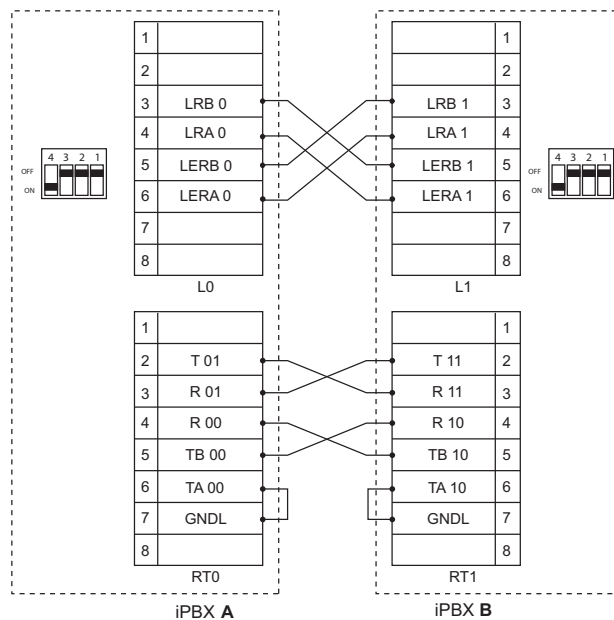 1 1
2 2
3 LRB 0 LRB 1 3
4 LRA 0 LRA 1 4
4 3 2 1 4 3 2 1
OFF 5 LERB 0 LERB 1 5 OFF
ON 6 LERA 0 LERA 1 6 ON
7 7
8 8
L0 L1
1 1
2 T 01 T 11 2
3 R 01 R 11 3
4 R 00 R 10 4
5 TB 00 TB 10 5
6 TA 00 TA 10 6
7 GNDL GNDL 7
8 8
RT0 RT1
iPBX A iPBX B